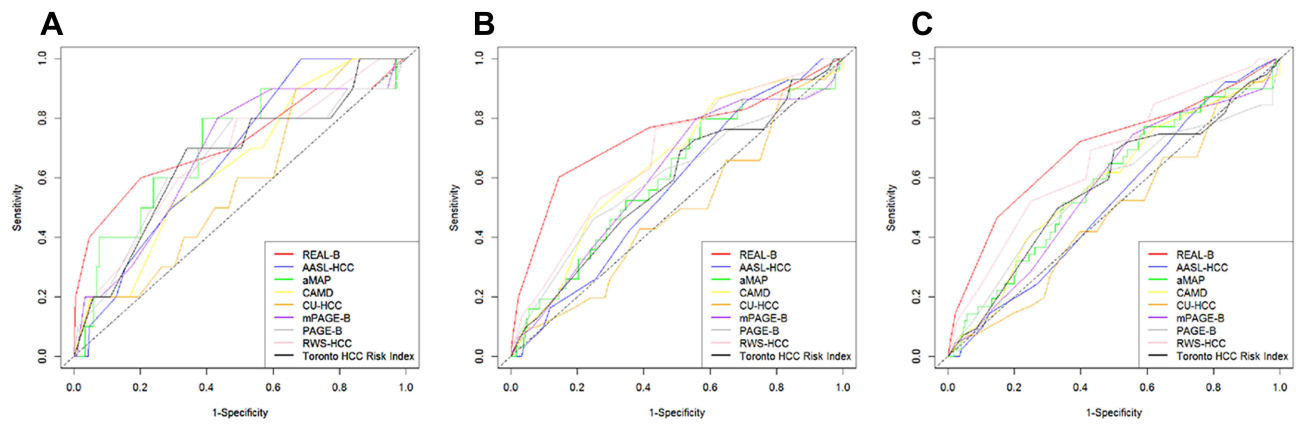 A
Sensitivity
1.0
0.8
0.6
0.4
0.2
0.0
REAL-B
AASL-HCC
aMAP
CAMD
CU-HCC
mPAGE-B
PAGE-B
RWS-HCC
Toronto HCC Risk Index
0.0 0.2 0.4 0.6 0.8 1.0
1-Specificity
B
Sensitivity
1.0
0.8
0.6
0.4
0.2
0.0
REAL-B
AASL-HCC
aMAP
CAMD
CU-HCC
mPAGE-B
PAGE-B
RWS-HCC
Toronto HCC Risk Index
0.0 0.2 0.4 0.6 0.8 1.0
1-Specificity
C
Sensitivity
1.0
0.8
0.6
0.4
0.2
0.0
REAL-B
AASL-HCC
aMAP
CAMD
CU-HCC
mPAGE-B
PAGE-B
RWS-HCC
Toronto HCC Risk Index
0.0 0.2 0.4 0.6 0.8 1.0
1-Specificity